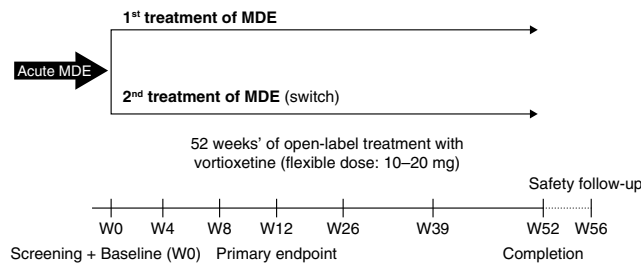 1st treatment of MDE
Acute MDE
2nd treatment of MDE (switch)
52 weeks' of open-label treatment with
vortioxetine (flexible dose: 10–20 mg)
Safety follow-up
W0 W4 W8 W12 W26 W39 W52 W56
Screening + Baseline (W0) Primary endpoint Completion